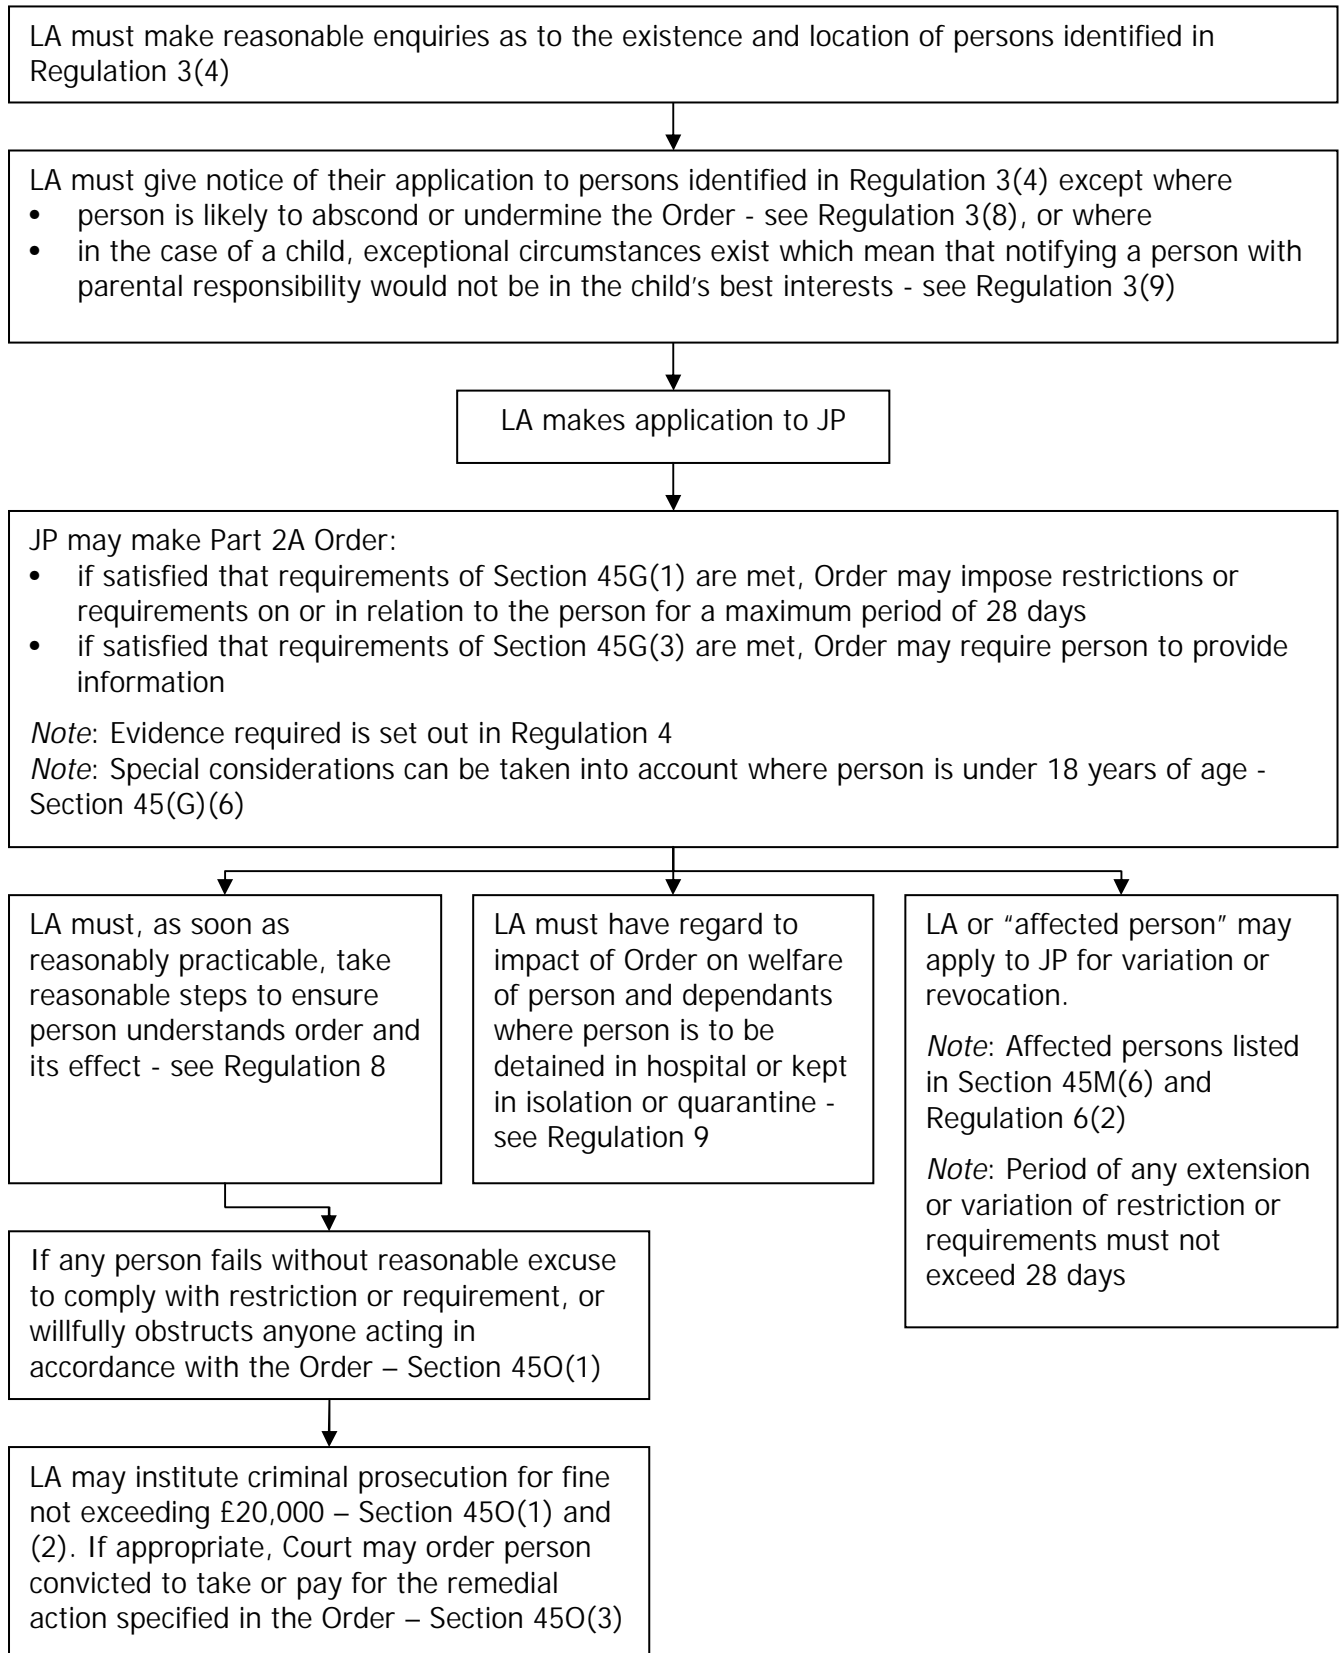 LA must make reasonable enquiries as to the existence and location of persons identified in
Regulation 3(4)
LA must give notice of their application to persons identified in Regulation 3(4) except where
• person is likely to abscond or undermine the Order - see Regulation 3(8), or where
• in the case of a child, exceptional circumstances exist which mean that notifying a person with
parental responsibility would not be in the child's best interests - see Regulation 3(9)
LA makes application to JP
JP may make Part 2A Order:
• if satisfied that requirements of Section 45G(1) are met, Order may impose restrictions or
requirements on or in relation to the person for a maximum period of 28 days
• if satisfied that requirements of Section 45G(3) are met, Order may require person to provide
information
Note: Evidence required is set out in Regulation 4
Note: Special considerations can be taken into account where person is under 18 years of age -
Section 45(G)(6)
LA must, as soon as
reasonably practicable, take
reasonable steps to ensure
person understands order and
its effect - see Regulation 8
LA must have regard to
impact of Order on welfare
of person and dependants
where person is to be
detained in hospital or kept
in isolation or quarantine -
see Regulation 9
LA or “affected person” may
apply to JP for variation or
revocation.
Note: Affected persons listed
in Section 45M(6) and
Regulation 6(2)
Note: Period of any extension
or variation of restriction or
requirements must not
exceed 28 days
If any person fails without reasonable excuse
to comply with restriction or requirement, or
willfully obstructs anyone acting in
accordance with the Order – Section 45O(1)
LA may institute criminal prosecution for fine
not exceeding £20,000 – Section 45O(1) and
(2). If appropriate, Court may order person
convicted to take or pay for the remedial
action specified in the Order – Section 45O(3)